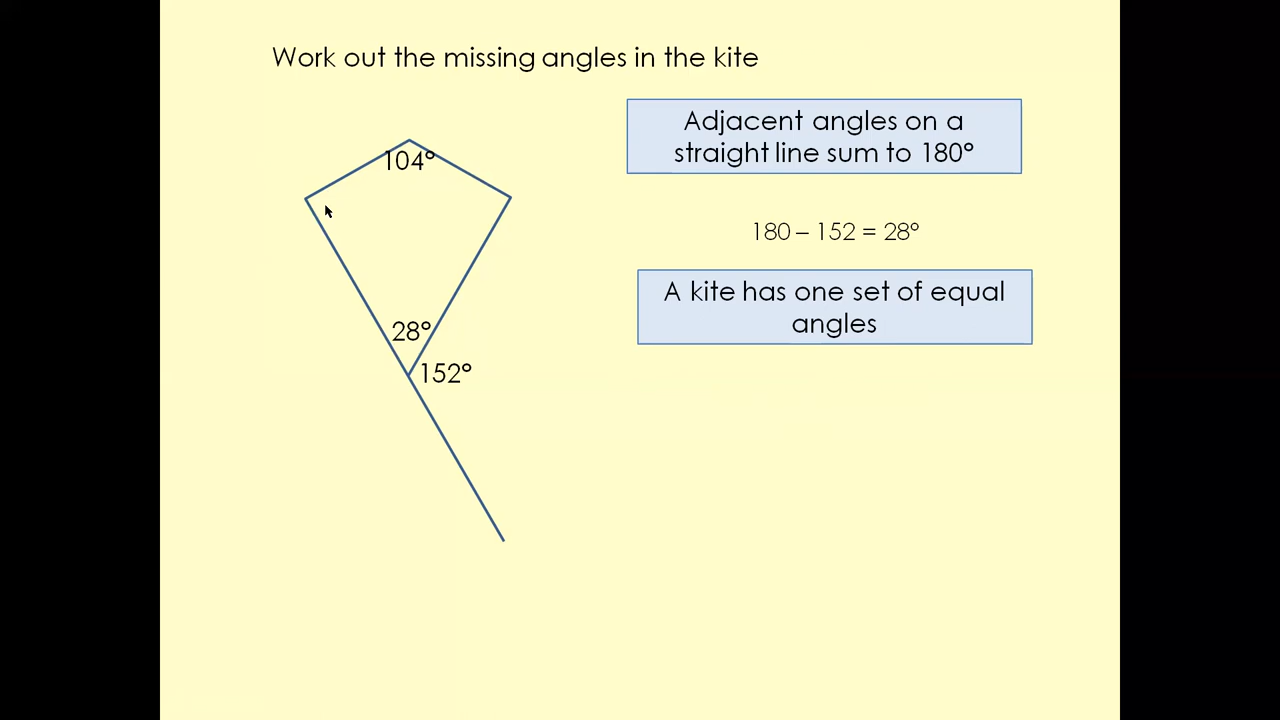 Work out the missing angles in the kite
Adjacent angles on a
straight line sum to 180°
104°
180 – 152 = 28°
A kite has one set of equal
angles
28°
152°